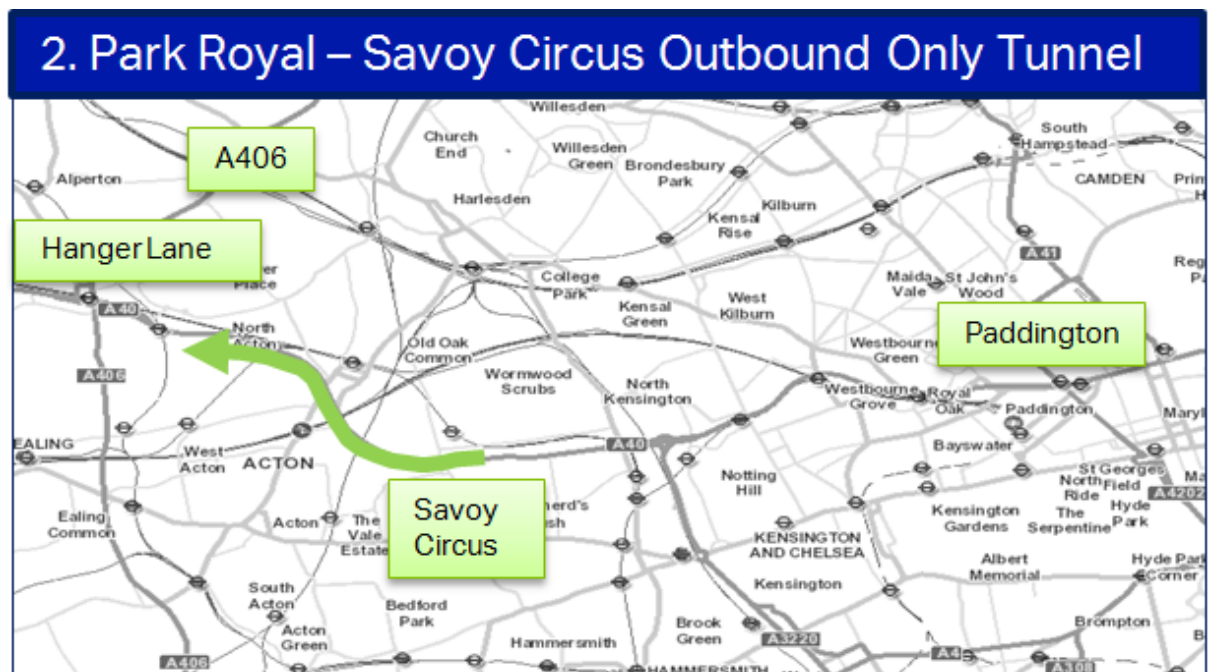 2. Park Royal – Savoy Circus Outbound Only Tunnel
Willesden
A406
Church
End
Willesden
Green
Brondesbury
Park
South
Hampstead
CAMDEN
Alperton
Harlesden
Kilburn
Kensal
Rise
A41
Hanger Lane
Place
College
Park
Maida
Vale
St John's
Wood
Kensal
Green
West
Kilburn
A40
North
Acton
Paddington
Old Oak
Common
Westbourne
Green
A406
Wormwood
Scrubs
North
Kensington
Westbourne
Grove
Royal
Oak
Paddington
EALING
West
Acton
ACTON
A40
Bayswater
Notting
Hill
St Georges
Field
North
Ride
A4202
Savoy
Circus
Ealing
Common
Acton
The
Vale
Estate
Kensington
Gardens
The
Serpentine
Hyde
Park
KENSINGTON
AND CHELSEA
Albert
Memorial
Hyde Park
Corner
Kensington
South
Acton
Bedford
Park
Acton
Green
Brook
Green
Brompton
Hammersmith
A3220
A4
A406
HAMMERSMITH
A308